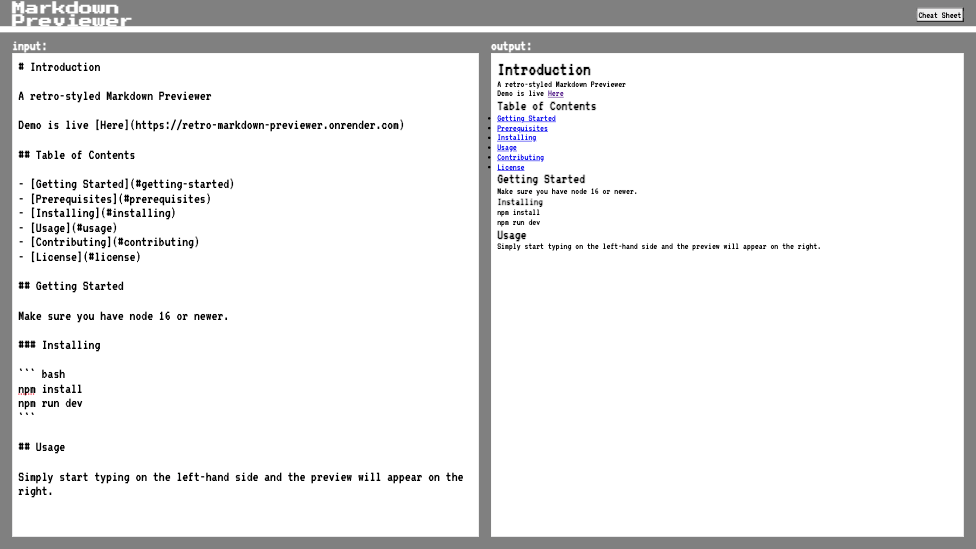 Markdown
Previewer
Cheat Sheet
input:
# Introduction
A retro-styled Markdown Previewer
Demo is live [Here](https://retro-markdown-previewer.onrender.com)
## Table of Contents
- [Getting Started](#getting-started)
- [Prerequisites](#prerequisites)
- [Installing](#installing)
- [Usage](#usage)
- [Contributing](#contributing)
- [License](#license)
## Getting Started
Make sure you have node 16 or newer.
### Installing
``` bash
npm install
npm run dev
```
## Usage
Simply start typing on the left-hand side and the preview will appear on the
right.
output:
Introduction
A retro-styled Markdown Previewer
Demo is live Here
Table of Contents
Getting Started
Prerequisites
Installing
Usage
Contributing
License
Getting Started
Make sure you have node 16 or newer.
Installing
npm install
npm run dev
Usage
Simply start typing on the left-hand side and the preview will appear on the right.